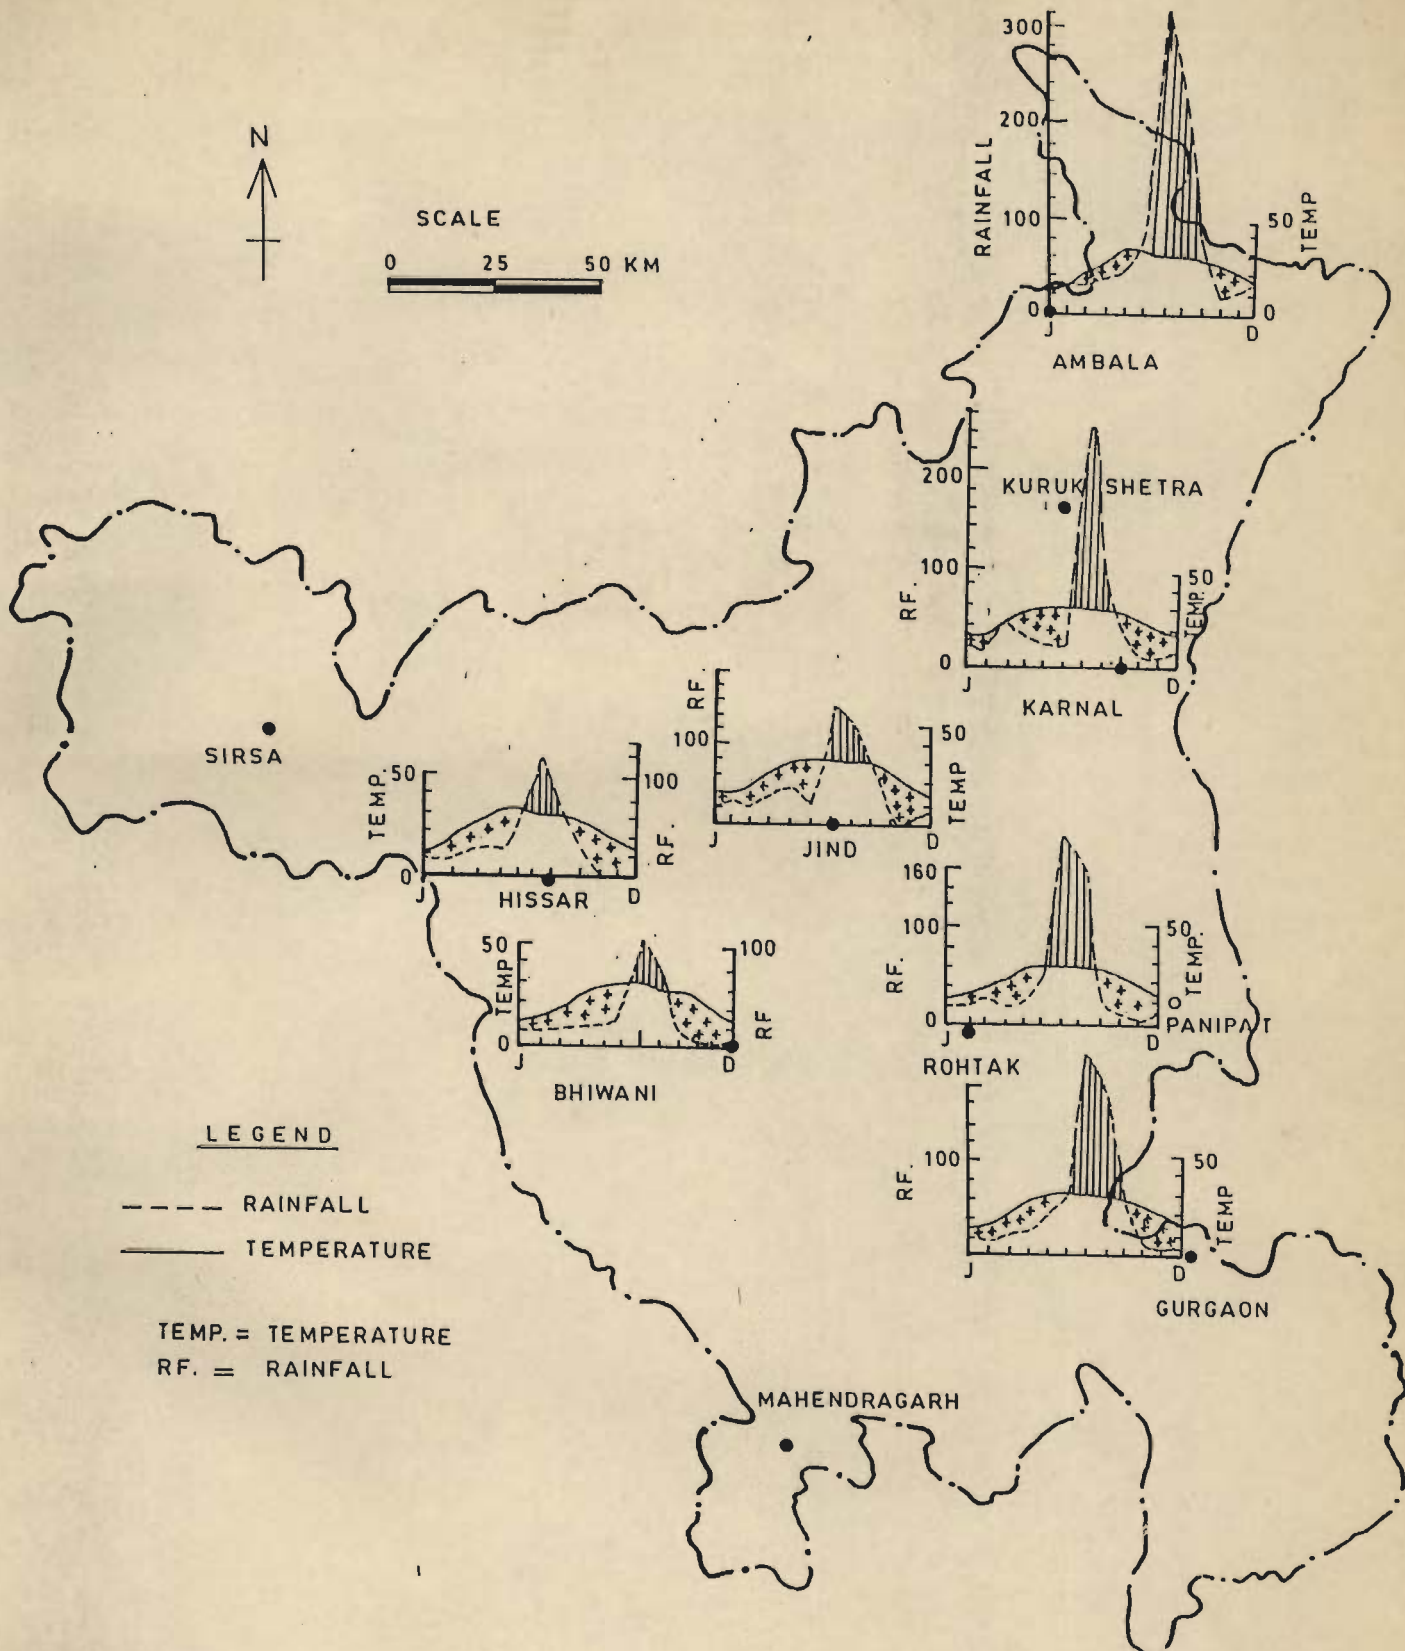 N
SCALE
0 25 50 KM
300
200
100
0
RAINFALL
50
0
TEMP
J D
AMBALA
200
100
0
RF.
KURUKSHETRA
50
TEMP.
J D
KARNAL
SIRSA
RF.
100
50
TEMP
J D
JIND
TEMP.
50
0
100
RF.
J D
HISSAR
160
100
0
RF.
50
TEMP.
0
PANIPAT
J D
ROHTAK
50
TEMP
0
100
RF
J D
BHIWANI
100
RF.
50
TEMP
J D
GURGAON
LEGEND
RAINFALL
TEMPERATURE
TEMP. = TEMPERATURE
RF. = RAINFALL
MAHENDRAGARH